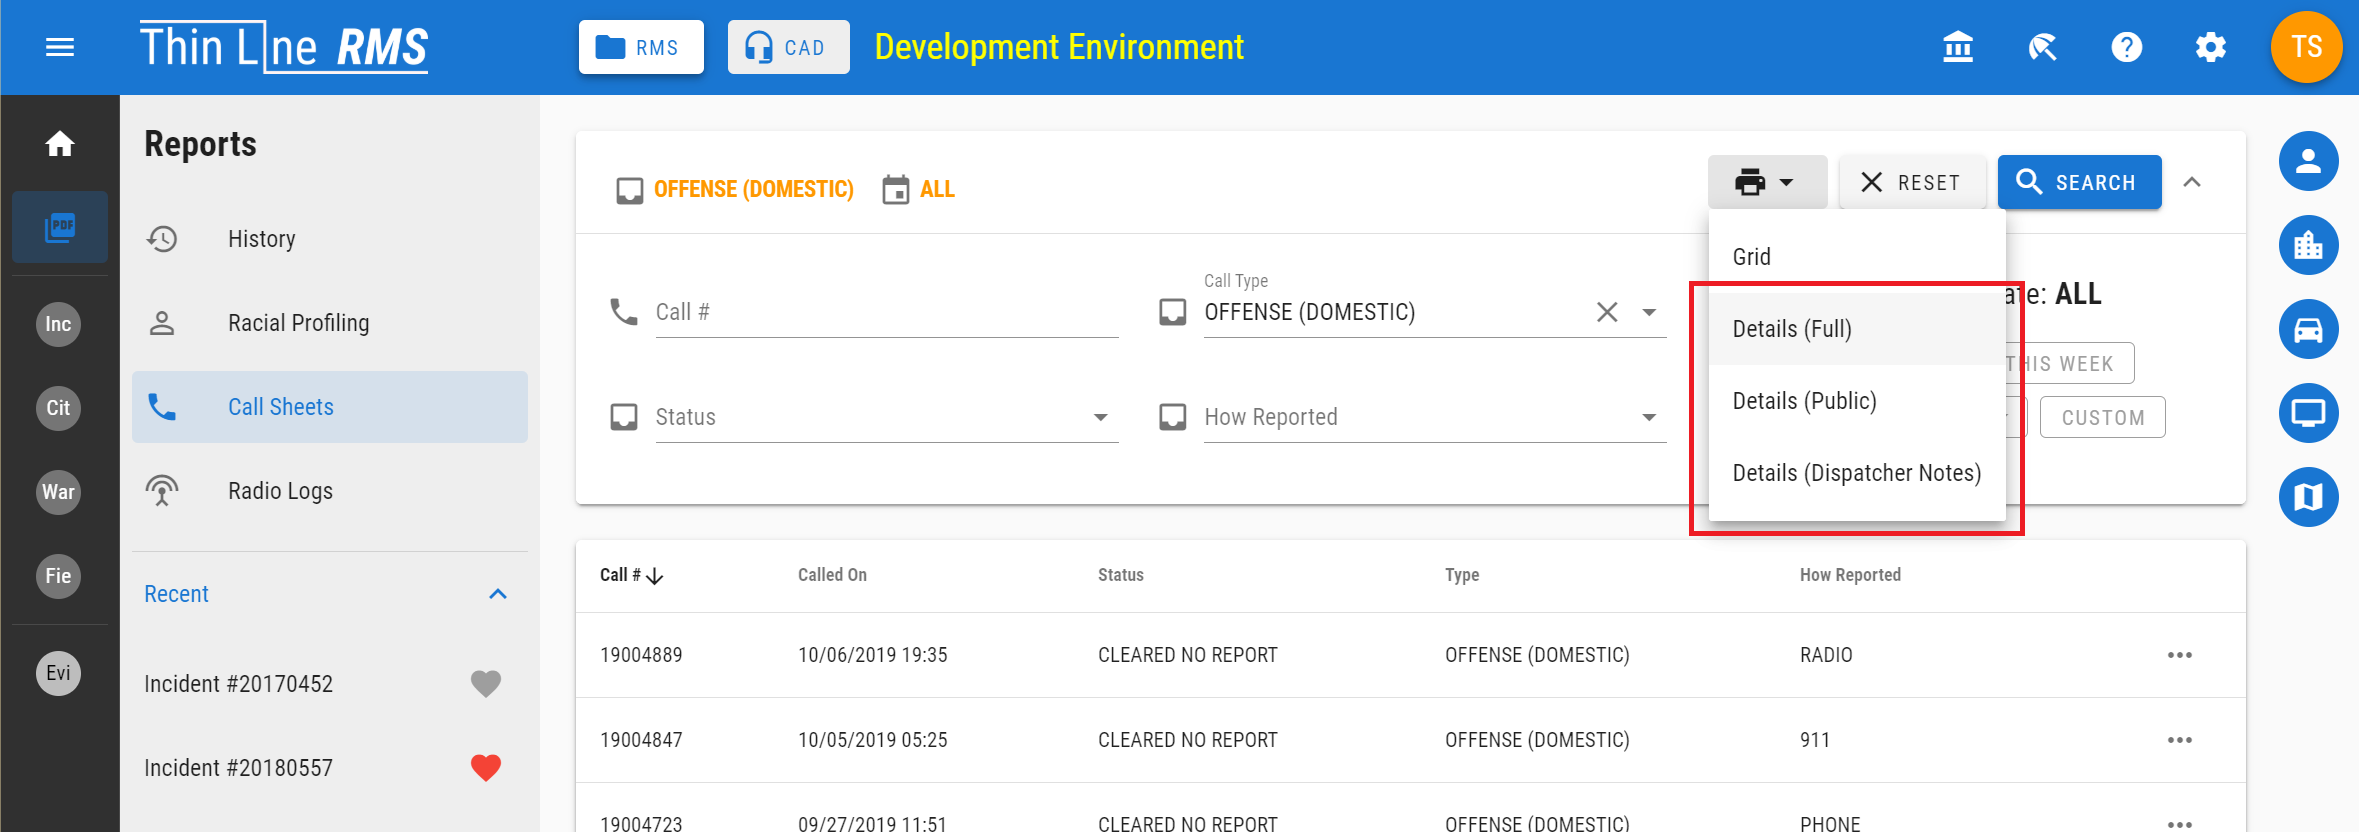 Thin Line RMS
RMS
CAD
Development Environment
TS
PDF
Inc
Cit
War
Fie
Evi
Reports
History
Racial Profiling
Call Sheets
Radio Logs
Recent
Incident #20170452
Incident #20180557
OFFENSE (DOMESTIC)
ALL
RESET
SEARCH
Grid
Details (Full)
Details (Public)
Details (Dispatcher Notes)
Call #
Call Type
OFFENSE (DOMESTIC)
ate: ALL
THIS WEEK
CUSTOM
Status
How Reported
Call # Called On Status Type How Reported
19004889 10/06/2019 19:35 CLEARED NO REPORT OFFENSE (DOMESTIC) RADIO
19004847 10/05/2019 05:25 CLEARED NO REPORT OFFENSE (DOMESTIC) 911
19004723 09/27/2019 11:51 CLEARED NO REPORT OFFENSE (DOMESTIC) PHONE